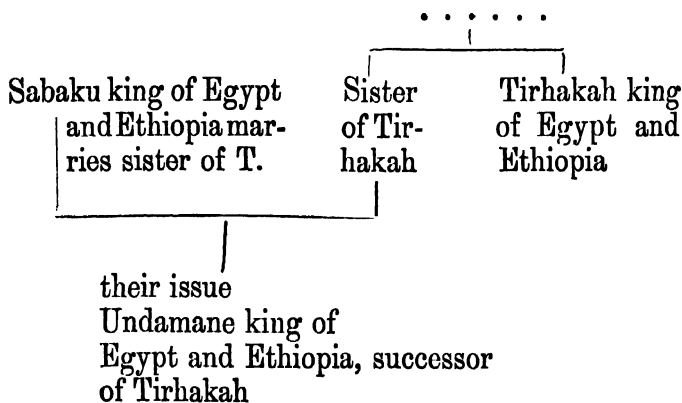 . . . . . .
Sabaku king of Egypt
and Ethiopia mar-
ries sister of T.
Sister
of Tir-
hakah
Tirhakah king
of Egypt and
Ethiopia
their issue
Undamane king of
Egypt and Ethiopia, successor
of Tirhakah